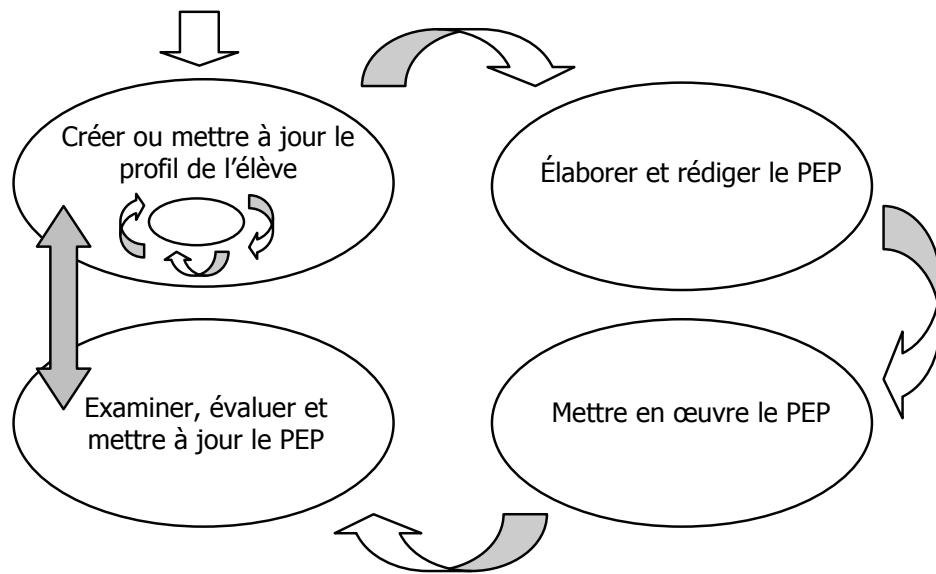 Créer ou mettre à jour le
profil de l’élève
Élaborer et rédiger le PEP
Examiner, évaluer et
mettre à jour le PEP
Mettre en œuvre le PEP